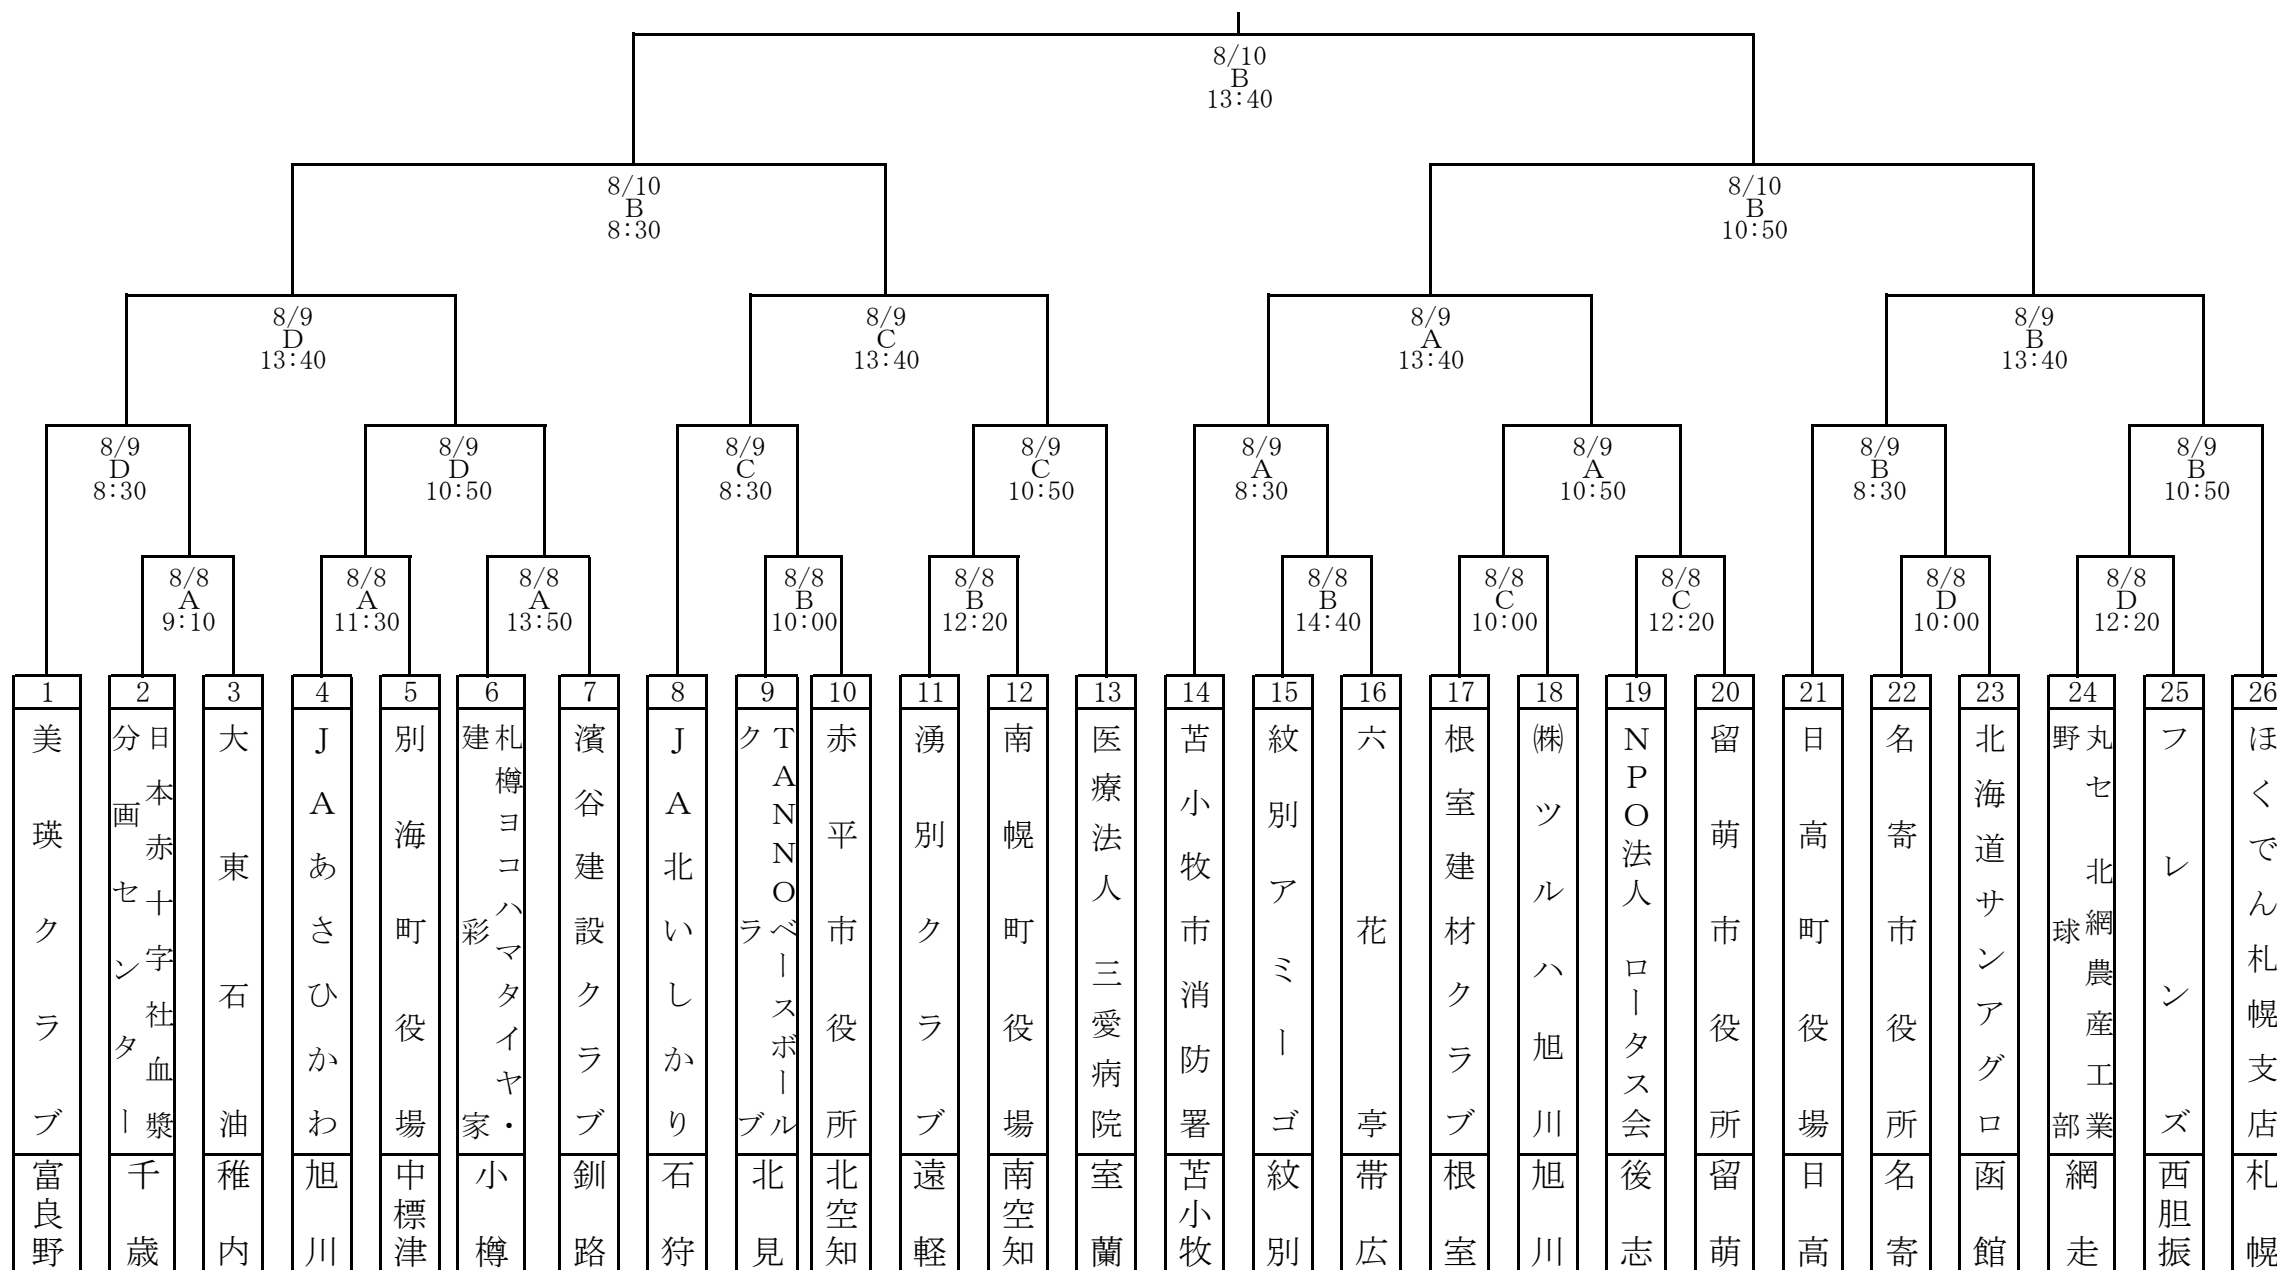 8/10
B
13:40
8/10
B
8:30
8/10
B
10:50
8/9
D
13:40
8/9
C
13:40
8/9
A
13:40
8/9
B
13:40
8/9
D
8:30
8/9
D
10:50
8/9
C
8:30
8/9
C
10:50
8/9
A
8:30
8/9
A
10:50
8/9
B
8:30
8/9
B
10:50
8/8
A
9:10
8/8
A
11:30
8/8
A
13:50
8/8
B
10:00
8/8
B
12:20
8/8
B
14:40
8/8
C
10:00
8/8
C
12:20
8/8
D
10:00
8/8
D
12:20
1
美瑛クラブ
富良野
2
日本赤十字社血漿
分画センター
千歳
3
大東石油
稚内
4
JAあさひかわ
旭川
5
別海町役場
中標津
6
札樽ヨコハマタイヤ・
建彩家
小樽
7
濱谷建設クラブ
釧路
8
JA北いしかり
石狩
9
TANNOベースボール
クラブ
北見
10
赤平市役所
北空知
11
湧別クラブ
遠軽
12
南幌町役場
南空知
13
医療法人 三愛病院
室蘭
14
苫小牧市消防署
苫小牧
15
紋別アミーゴ
紋別
16
六花亭
帯広
17
根室建材クラブ
根室
18
㈱ツルハ旭川
旭川
19
NPO法人 ロータス会
後志
20
留萌市役所
留萌
21
日高町役場
日高
22
名寄市役所
名寄
23
北海道サンアグロ
函館
24
丸セ 北網農産工業
野球部
網走
25
フレンズ
西胆振
26
ほくでん札幌支店
札幌